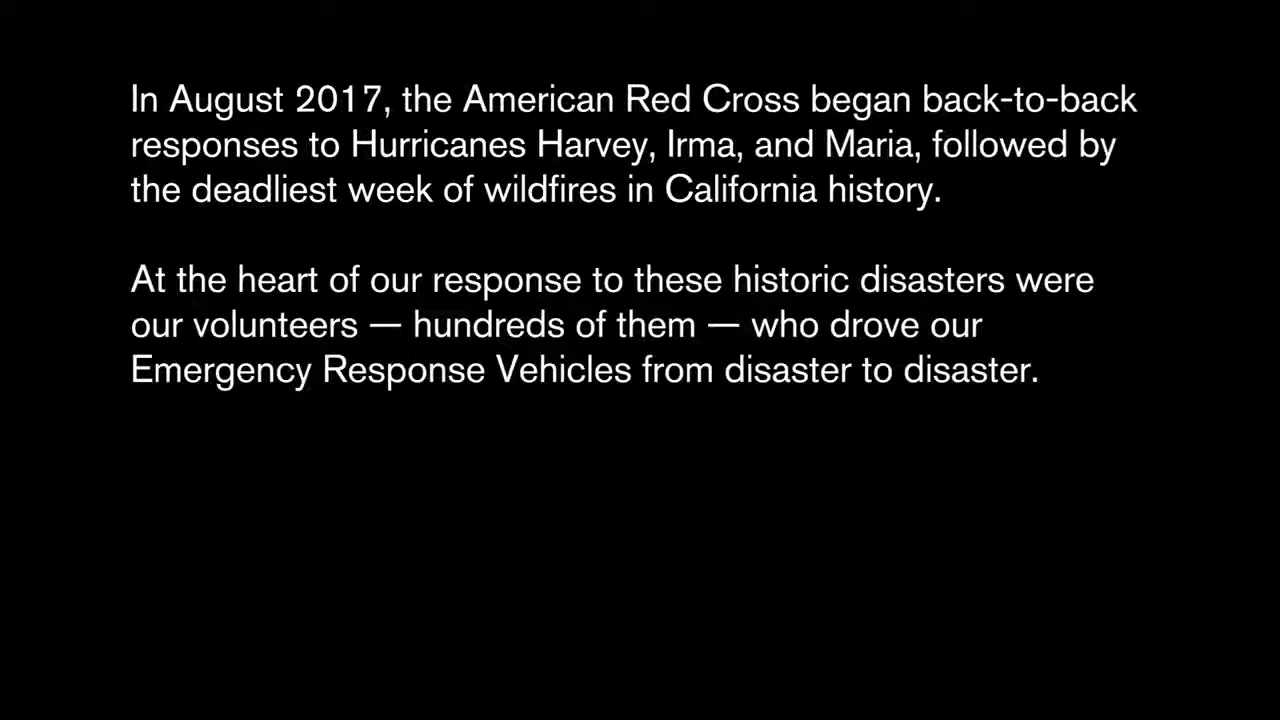 In August 2017, the American Red Cross began back-to-back
responses to Hurricanes Harvey, Irma, and Maria, followed by
the deadliest week of wildfires in California history.
At the heart of our response to these historic disasters were
our volunteers — hundreds of them — who drove our
Emergency Response Vehicles from disaster to disaster.